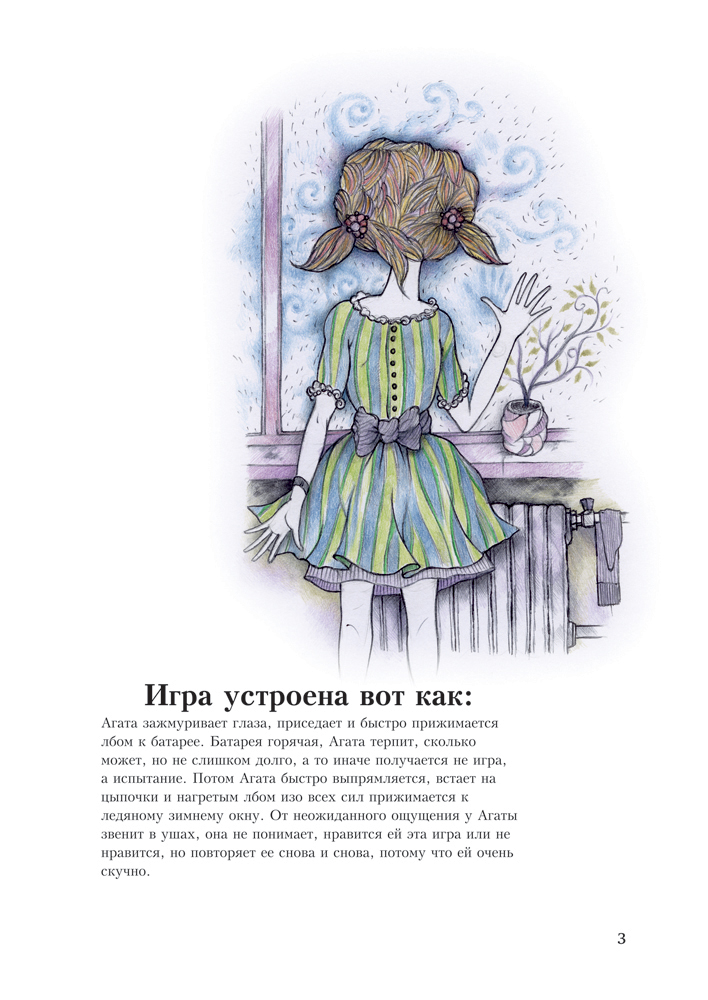 Игра устроена вот как:
Агата зажмуривает глаза, приседает и быстро прижимается
лбом к батарее. Батарея горячая, Агата терпит, сколько
может, но не слишком долго, а то иначе получается не игра,
а испытание. Потом Агата быстро выпрямляется, встает на
цыпочки и нагретым лбом изо всех сил прижимается к
ледяному зимнему окну. От неожиданного ощущения у Агаты
звенит в ушах, она не понимает, нравится ей эта игра или не
нравится, но повторяет ее снова и снова, потому что ей очень
скучно.
3